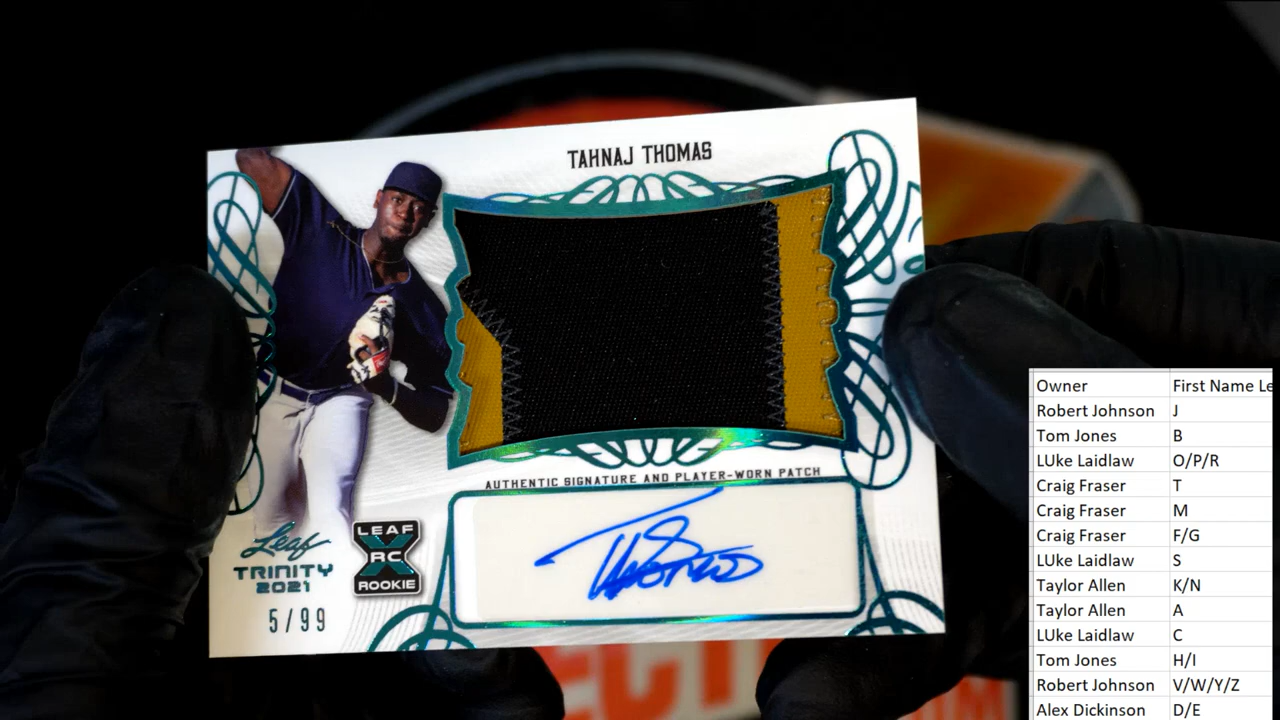 TAHNAJ THOMAS
AUTHENTIC SIGNATURE AND PLAYER-WORN PATCH
Leaf
TRINITY
2021
5/99
LEAF
X
RC
ROOKIE
Owner First Name Le
Robert Johnson J
Tom Jones B
LUke Laidlaw O/P/R
Craig Fraser T
Craig Fraser M
Craig Fraser F/G
LUke Laidlaw S
Taylor Allen K/N
Taylor Allen A
LUke Laidlaw C
Tom Jones H/I
Robert Johnson V/W/Y/Z
Alex Dickinson D/E